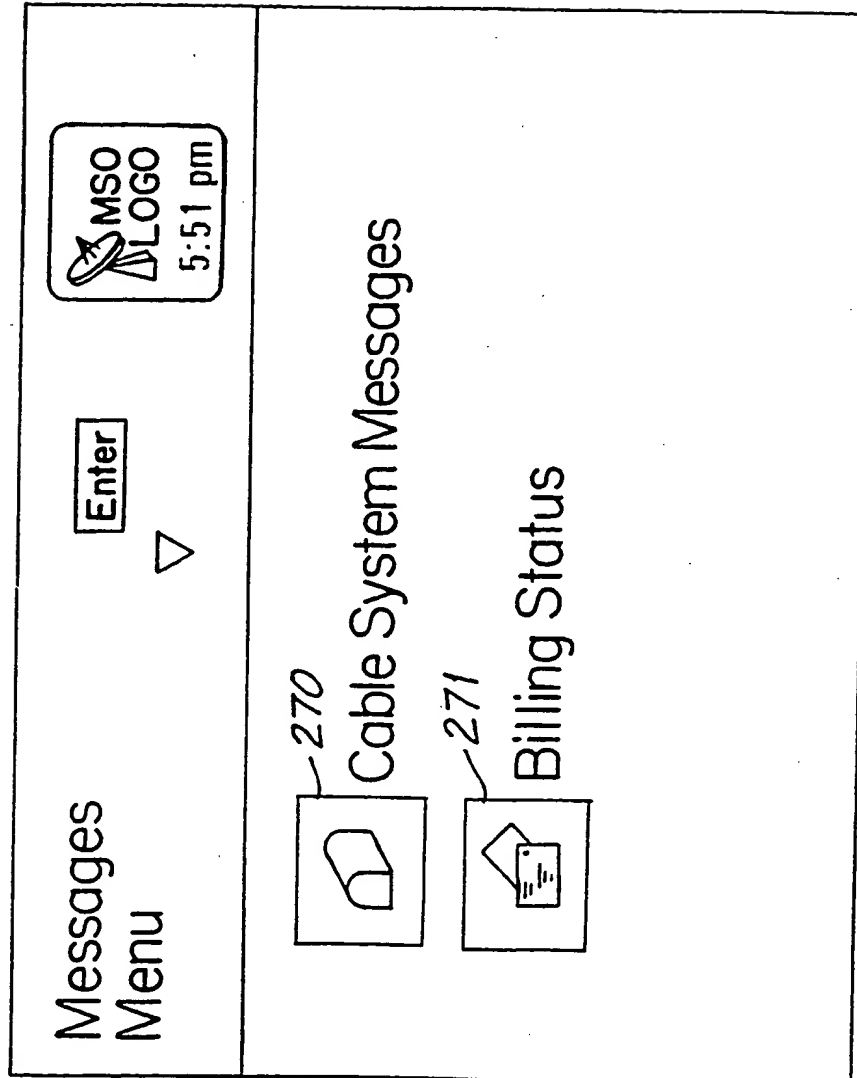 Messages
Menu
Enter
MSO
LOGO
5:51 pm
270
Cable System Messages
271
Billing Status